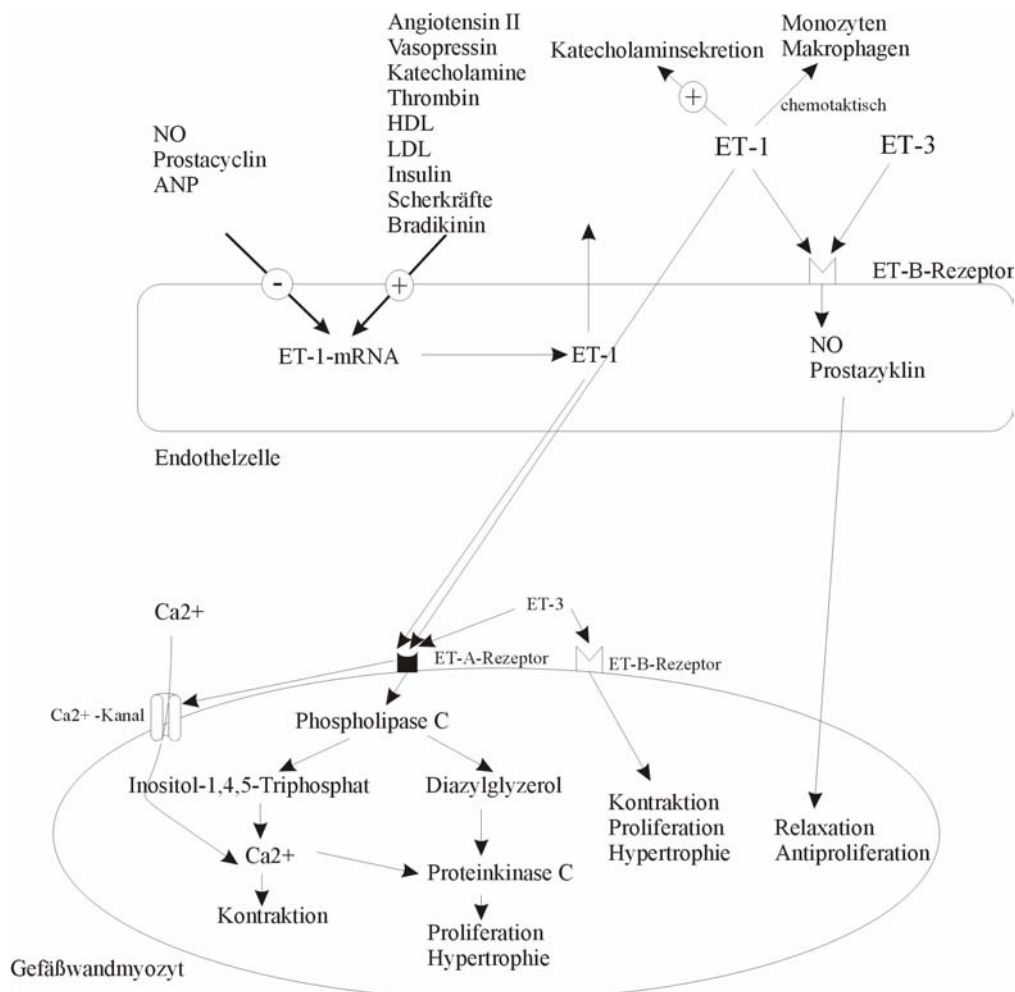 Angiotensin II
Vasopressin
Katecholamine
Thrombin
HDL
LDL
Insulin
Scherkräfte
Bradikinin
Monozyten
Makrophagen
Katecholaminsekretion
+
chemotaktisch
NO
Prostacyclin
ANP
ET-1
ET-3
ET-B-Rezeptor
-
+
ET-1-mRNA
ET-1
NO
Prostazyklin
Endothelzelle
Ca2+
ET-3
ET-A-Rezeptor
ET-B-Rezeptor
Ca2+ -Kanal
Phospholipase C
Inositol-1,4,5-Triphosphat
Diazylglyzerol
Kontraktion
Proliferation
Hypertrophie
Relaxation
Antiproliferation
Ca2+
Proteinkinase C
Kontraktion
Proliferation
Hypertrophie
Gefäßwandmyozyt